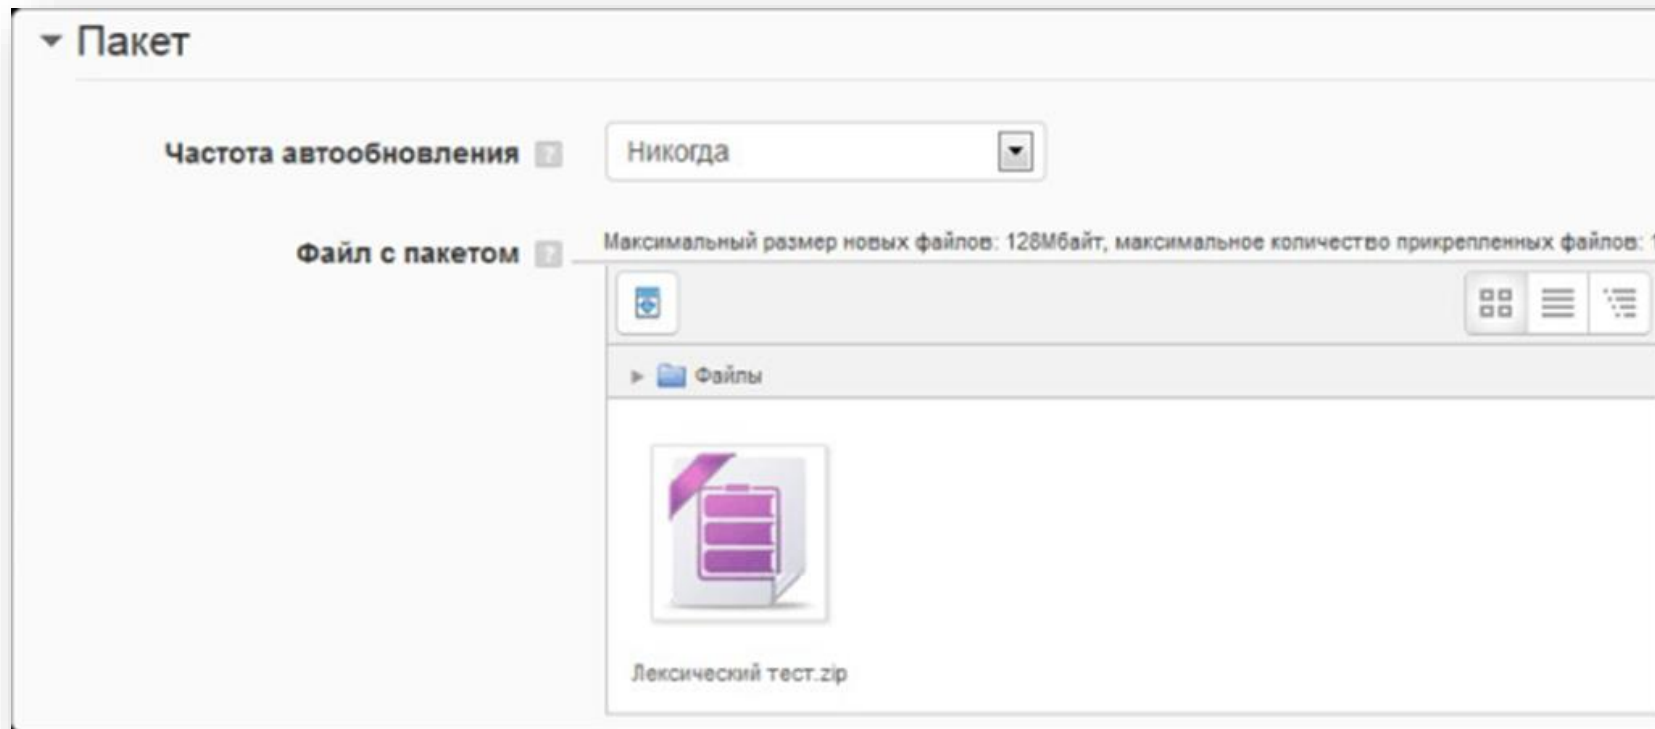 Пакет
Частота автообновления ? Никогда
Файл с пакетом ? Максимальный размер новых файлов: 128Мбайт, максимальное количество прикрепленных файлов: 1
Файлы
Лексический тест.zip